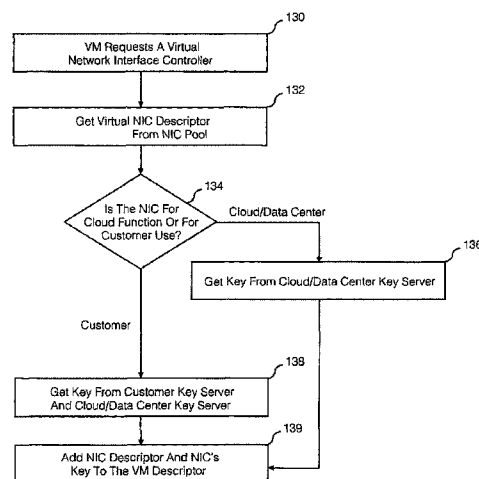 130
VM Requests A Virtual
Network Interface Controller
132
Get Virtual NIC Descriptor
From NIC Pool
134
Is The NIC For
Cloud Function Or For
Customer Use?
Cloud/Data Center
136
Get Key From Cloud/Data Center Key Server
Customer
138
Get Key From Customer Key Server
And Cloud/Data Center Key Server
139
Add NIC Descriptor And NIC's
Key To The VM Descriptor